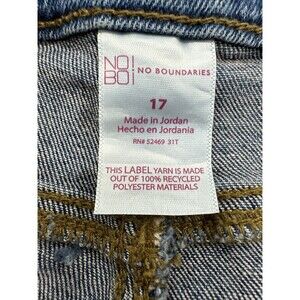 NO!
BO! NO BOUNDARIES
17
Made in Jordan
Hecho en Jordania
RN# 52469 31T
THIS LABEL YARN IS MADE
OUT OF 100% RECYCLED
POLYESTER MATERIALS